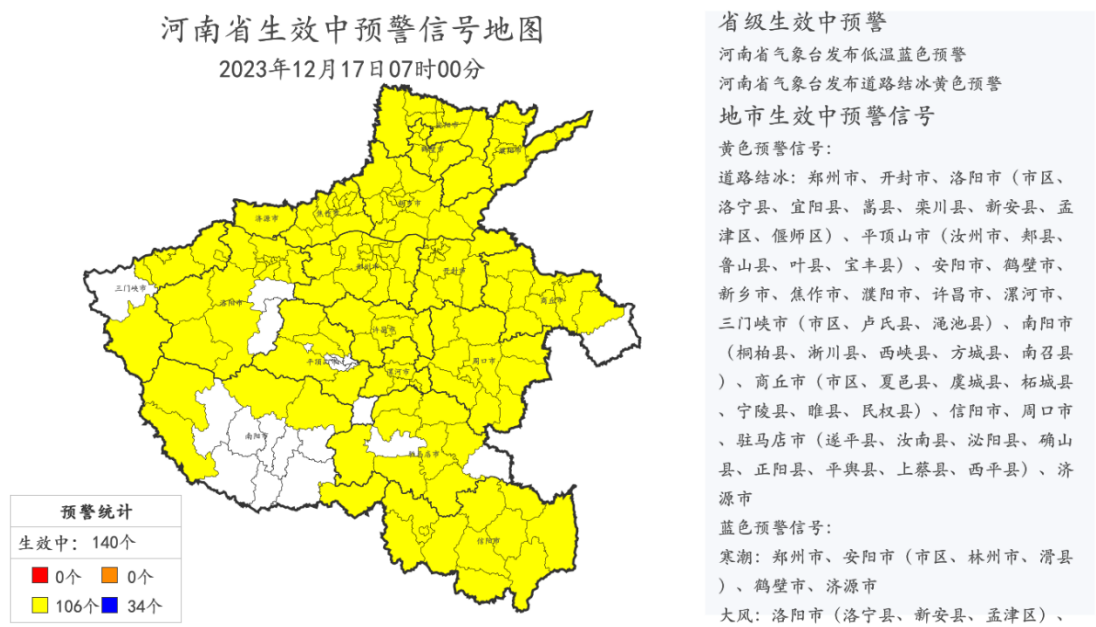 河南省生效中预警信号地图
2023年12月17日07时00分
安阳市
鹤壁市
濮阳市
新乡市
焦作市
济源市
三门峡市
洛阳市
郑州市
开封市
商丘市
许昌市
平顶山市
漯河市
周口市
南阳市
驻马店市
信阳市
预警统计
生效中：140个
0个 0个
106个 34个
省级生效中预警
河南省气象台发布低温蓝色预警
河南省气象台发布道路结冰黄色预警
地市生效中预警信号
黄色预警信号：
道路结冰：郑州市、开封市、洛阳市（市区、
洛宁县、宜阳县、嵩县、栾川县、新安县、孟
津区、偃师区）、平顶山市（汝州市、郏县、
鲁山县、叶县、宝丰县）、安阳市、鹤壁市、
新乡市、焦作市、濮阳市、许昌市、漯河市、
三门峡市（市区、卢氏县、渑池县）、南阳市
（桐柏县、淅川县、西峡县、方城县、南召县
）、商丘市（市区、夏邑县、虞城县、柘城县
、宁陵县、睢县、民权县）、信阳市、周口市
、驻马店市（遂平县、汝南县、泌阳县、确山
县、正阳县、平舆县、上蔡县、西平县）、济
源市
蓝色预警信号：
寒潮：郑州市、安阳市（市区、林州市、滑县
）、鹤壁市、济源市
大风：洛阳市（洛宁县、新安县、孟津区）、